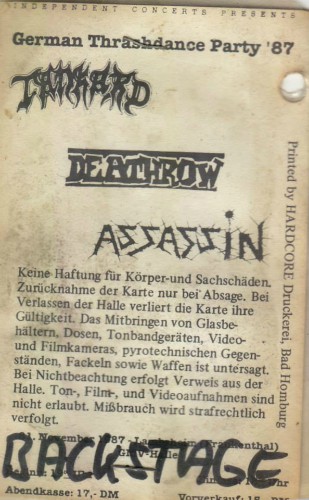 INDEPENDENT CONCERTS PRESENTS
German Thrashdance Party '87
TANKARD
DEATHROW
ASSASSIN
Keine Haftung für Körper-und Sachschäden.
Zurücknahme der Karte nur bei Absage. Bei
Verlassen der Halle verliert die Karte ihre
Gültigkeit. Das Mitbringen von Glasbe-
hältern, Dosen, Tonbandgeräten, Video-
und Filmkameras, pyrotechnischen Gegen-
ständen, Fackeln sowie Waffen ist untersagt.
Bei Nichtbeachtung erfolgt Verweis aus der
Halle. Ton-, Film-, und Videoaufnahmen sind
nicht erlaubt. Mißbrauch wird strafrechtlich
verfolgt.
November 1987
BACKSTAGE
Uhr
Abendkasse: 17,- DM
Vorverkauf
Printed by HARDCORE Druckerei, Bad Homburg